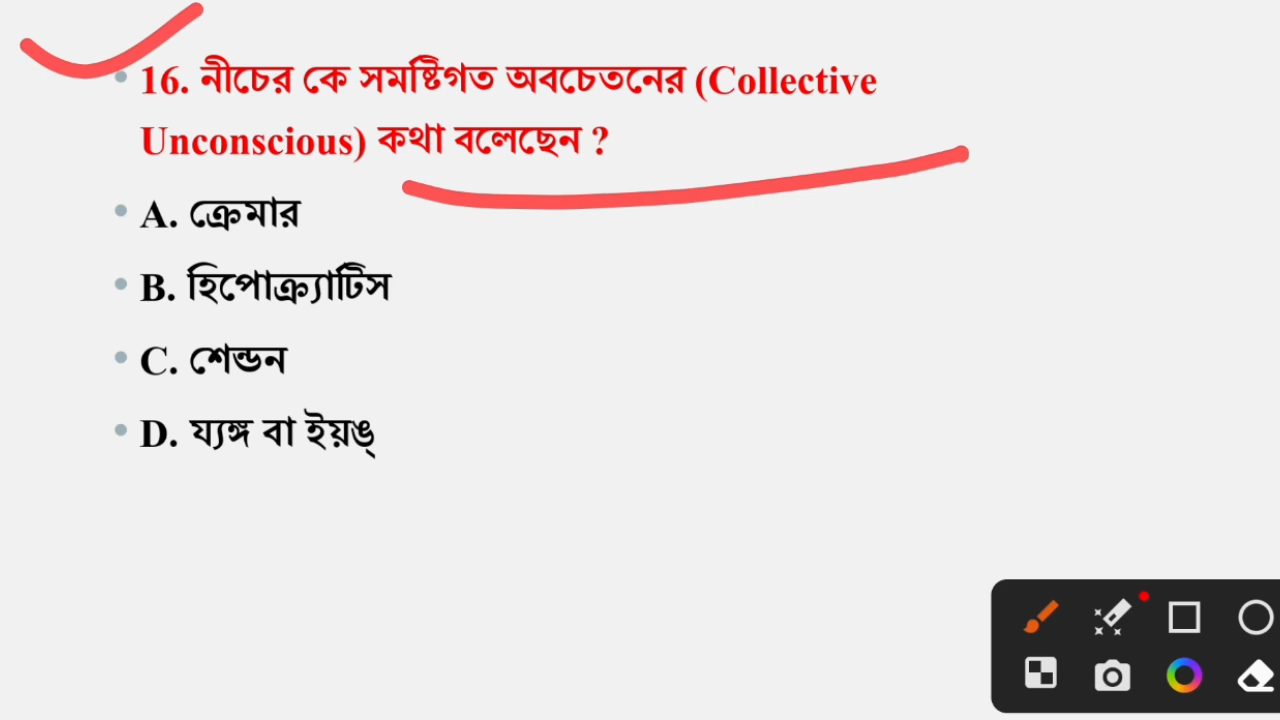 16. নীচের কে সমষ্টিগত অবচেতনের (Collective
Unconscious) কথা বলেছেন ?
A. ক্রেমার
B. হিপোক্র্যাটিস
C. শেন্ডন
D. য্যঙ্গ বা ইয়ঙ্